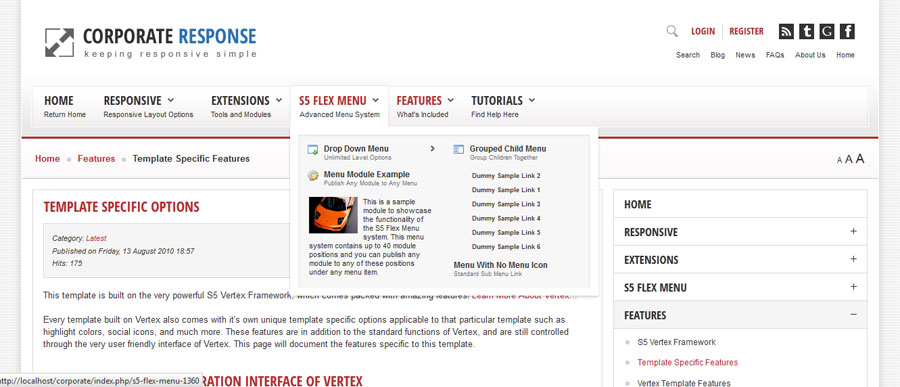 CORPORATE RESPONSE
keeping responsive simple
LOGIN
REGISTER
Search Blog News FAQs About Us Home
HOME
Return Home
RESPONSIVE
Responsive Layout Options
EXTENSIONS
Tools and Modules
S5 FLEX MENU
Advanced Menu System
FEATURES
What's Included
TUTORIALS
Find Help Here
Home Features Template Specific Features
A A A
Drop Down Menu
Unlimited Level Options
Menu Module Example
Publish Any Module to Any Menu
This is a sample
module to showcase
the functionality of
the S5 Flex Menu
system. This menu
system contains up to 40 module
positions and you can publish any
module to any of these positions
under any menu item.
Grouped Child Menu
Group Children Together
Dummy Sample Link 2
Dummy Sample Link 1
Dummy Sample Link 3
Dummy Sample Link 4
Dummy Sample Link 5
Dummy Sample Link 6
Menu With No Menu Icon
Standard Sub Menu Link
TEMPLATE SPECIFIC OPTIONS
Category: Latest
Published on Friday, 13 August 2010 18:57
Hits: 175
This template is built on the very powerful S5 Vertex Framework, which comes packed with amazing features! Learn More About Vertex...
Every template built on Vertex also comes with it's own unique template specific options applicable to that particular template such as
highlight colors, social icons, and much more. These features are in addition to the standard functions of Vertex, and are still controlled
through the very user friendly interface of Vertex. This page will document the features specific to this template.
RATION INTERFACE OF VERTEX
http://localhost/corporate/index.php/s5-flex-menu-1360
HOME
RESPONSIVE +
EXTENSIONS +
S5 FLEX MENU +
FEATURES −
S5 Vertex Framework
Template Specific Features
Vertex Template Features